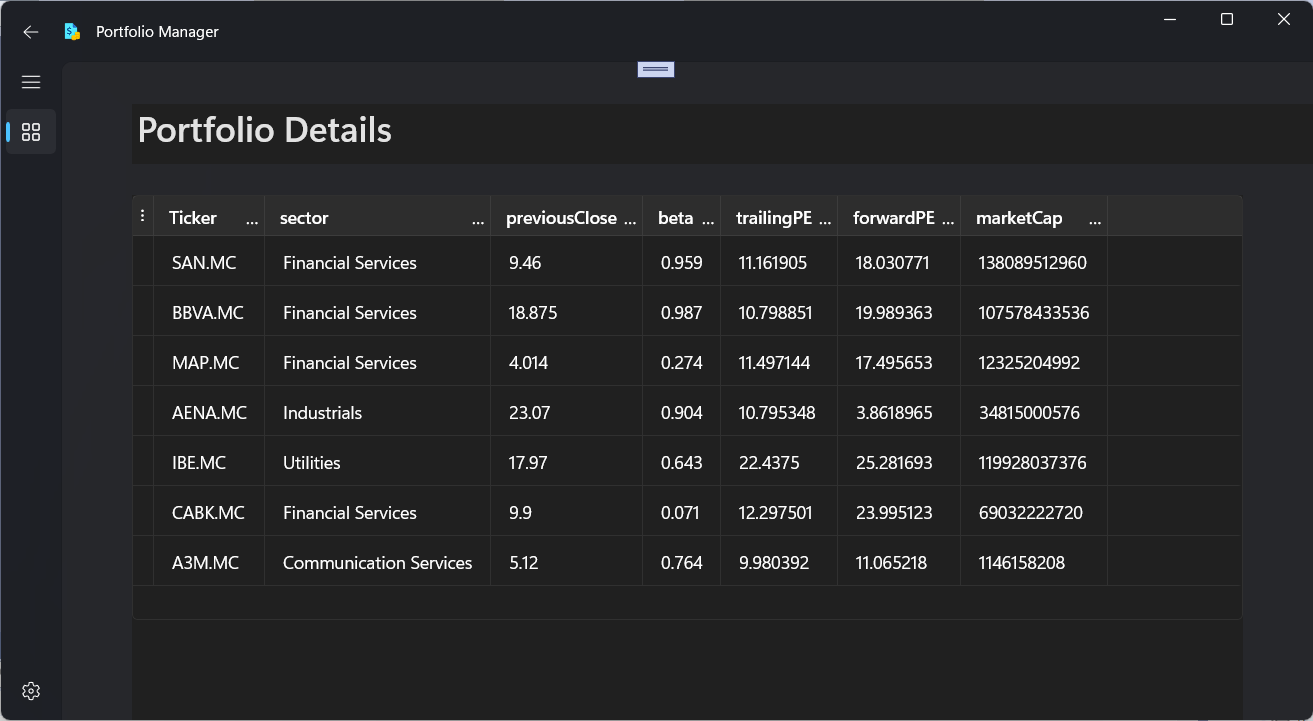 Portfolio Manager
Portfolio Details
Ticker ... sector ... previousClose ... beta ... trailingPE ... forwardPE ... marketCap ...
SAN.MC Financial Services 9.46 0.959 11.161905 18.030771 138089512960
BBVA.MC Financial Services 18.875 0.987 10.798851 19.989363 107578433536
MAP.MC Financial Services 4.014 0.274 11.497144 17.495653 12325204992
AENA.MC Industrials 23.07 0.904 10.795348 3.8618965 34815000576
IBE.MC Utilities 17.97 0.643 22.4375 25.281693 119928037376
CABK.MC Financial Services 9.9 0.071 12.297501 23.995123 69032222720
A3M.MC Communication Services 5.12 0.764 9.980392 11.065218 1146158208